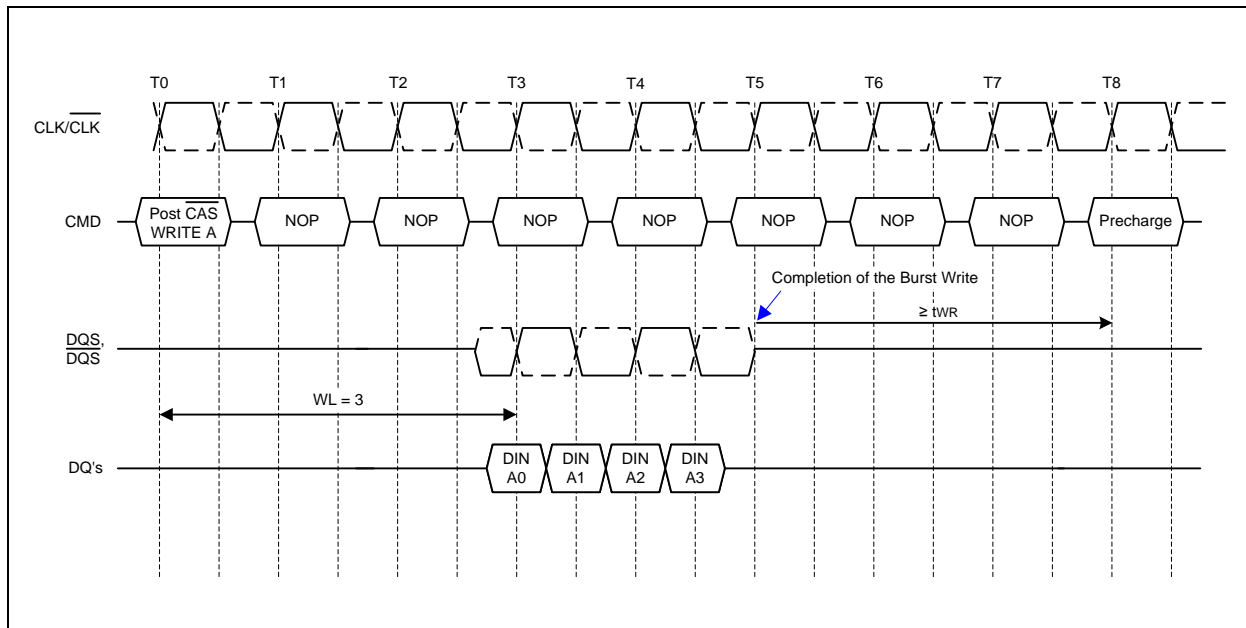 T0 T1 T2 T3 T4 T5 T6 T7 T8
CLK/CLK
CMD
Post CAS
WRITE A
NOP NOP NOP NOP NOP NOP NOP Precharge
Completion of the Burst Write
≥ tWR
DQS,
DQS
WL = 3
DQ's
DIN
A0
DIN
A1
DIN
A2
DIN
A3